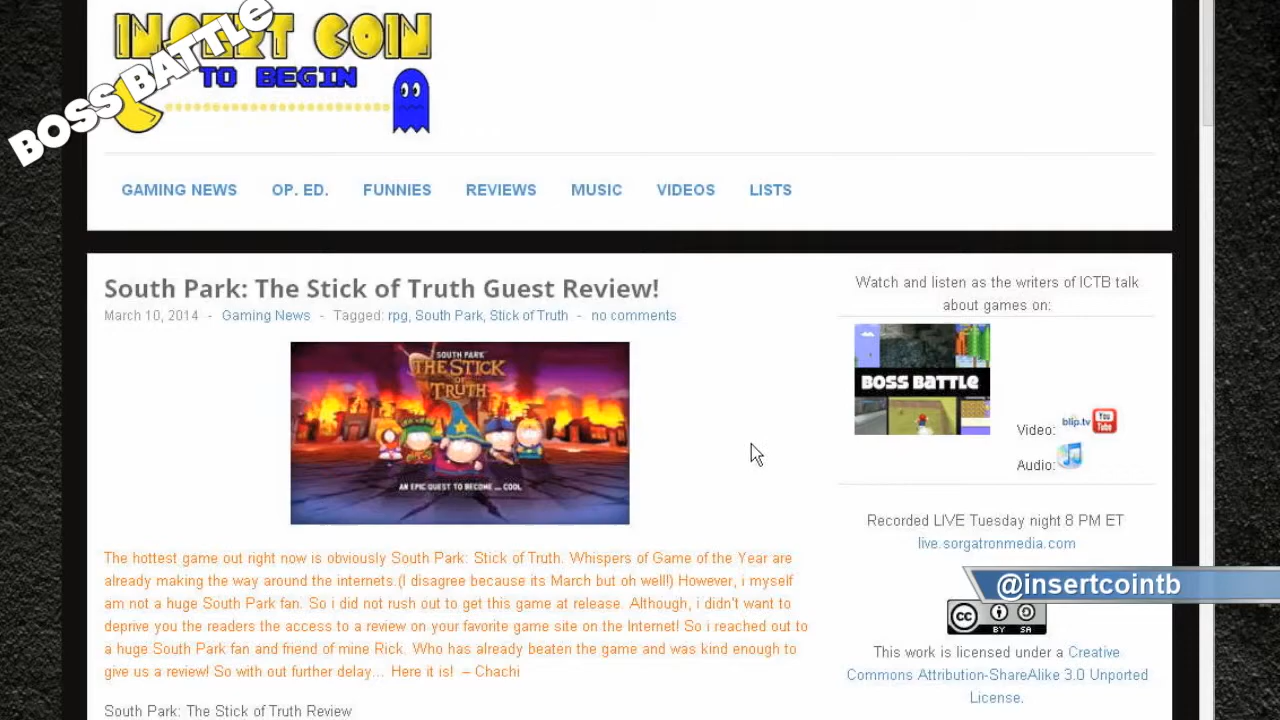 INSERT COIN
TO BEGIN
BOSS BATTLE
GAMING NEWS OP. ED. FUNNIES REVIEWS MUSIC VIDEOS LISTS
South Park: The Stick of Truth Guest Review!
March 10, 2014 - Gaming News - Tagged: rpg, South Park, Stick of Truth - no comments
SOUTH PARK
THE STICK
OF
TRUTH
AN EPIC QUEST TO BECOME ... COOL
The hottest game out right now is obviously South Park: Stick of Truth. Whispers of Game of the Year are
already making the way around the internets.(I disagree because its March but oh well!) However, i myself
am not a huge South Park fan. So i did not rush out to get this game at release. Although, i didn't want to
deprive you the readers the access to a review on your favorite game site on the Internet! So i reached out to
a huge South Park fan and friend of mine Rick. Who has already beaten the game and was kind enough to
give us a review! So with out further delay... Here it is! – Chachi
South Park: The Stick of Truth Review
Watch and listen as the writers of ICTB talk
about games on:
BOSS BATTLE
Video: blip.tv You Tube
Audio:
Recorded LIVE Tuesday night 8 PM ET
live.sorgatronmedia.com
@insertcointb
cc BY SA
This work is licensed under a Creative
Commons Attribution-ShareAlike 3.0 Unported
License.